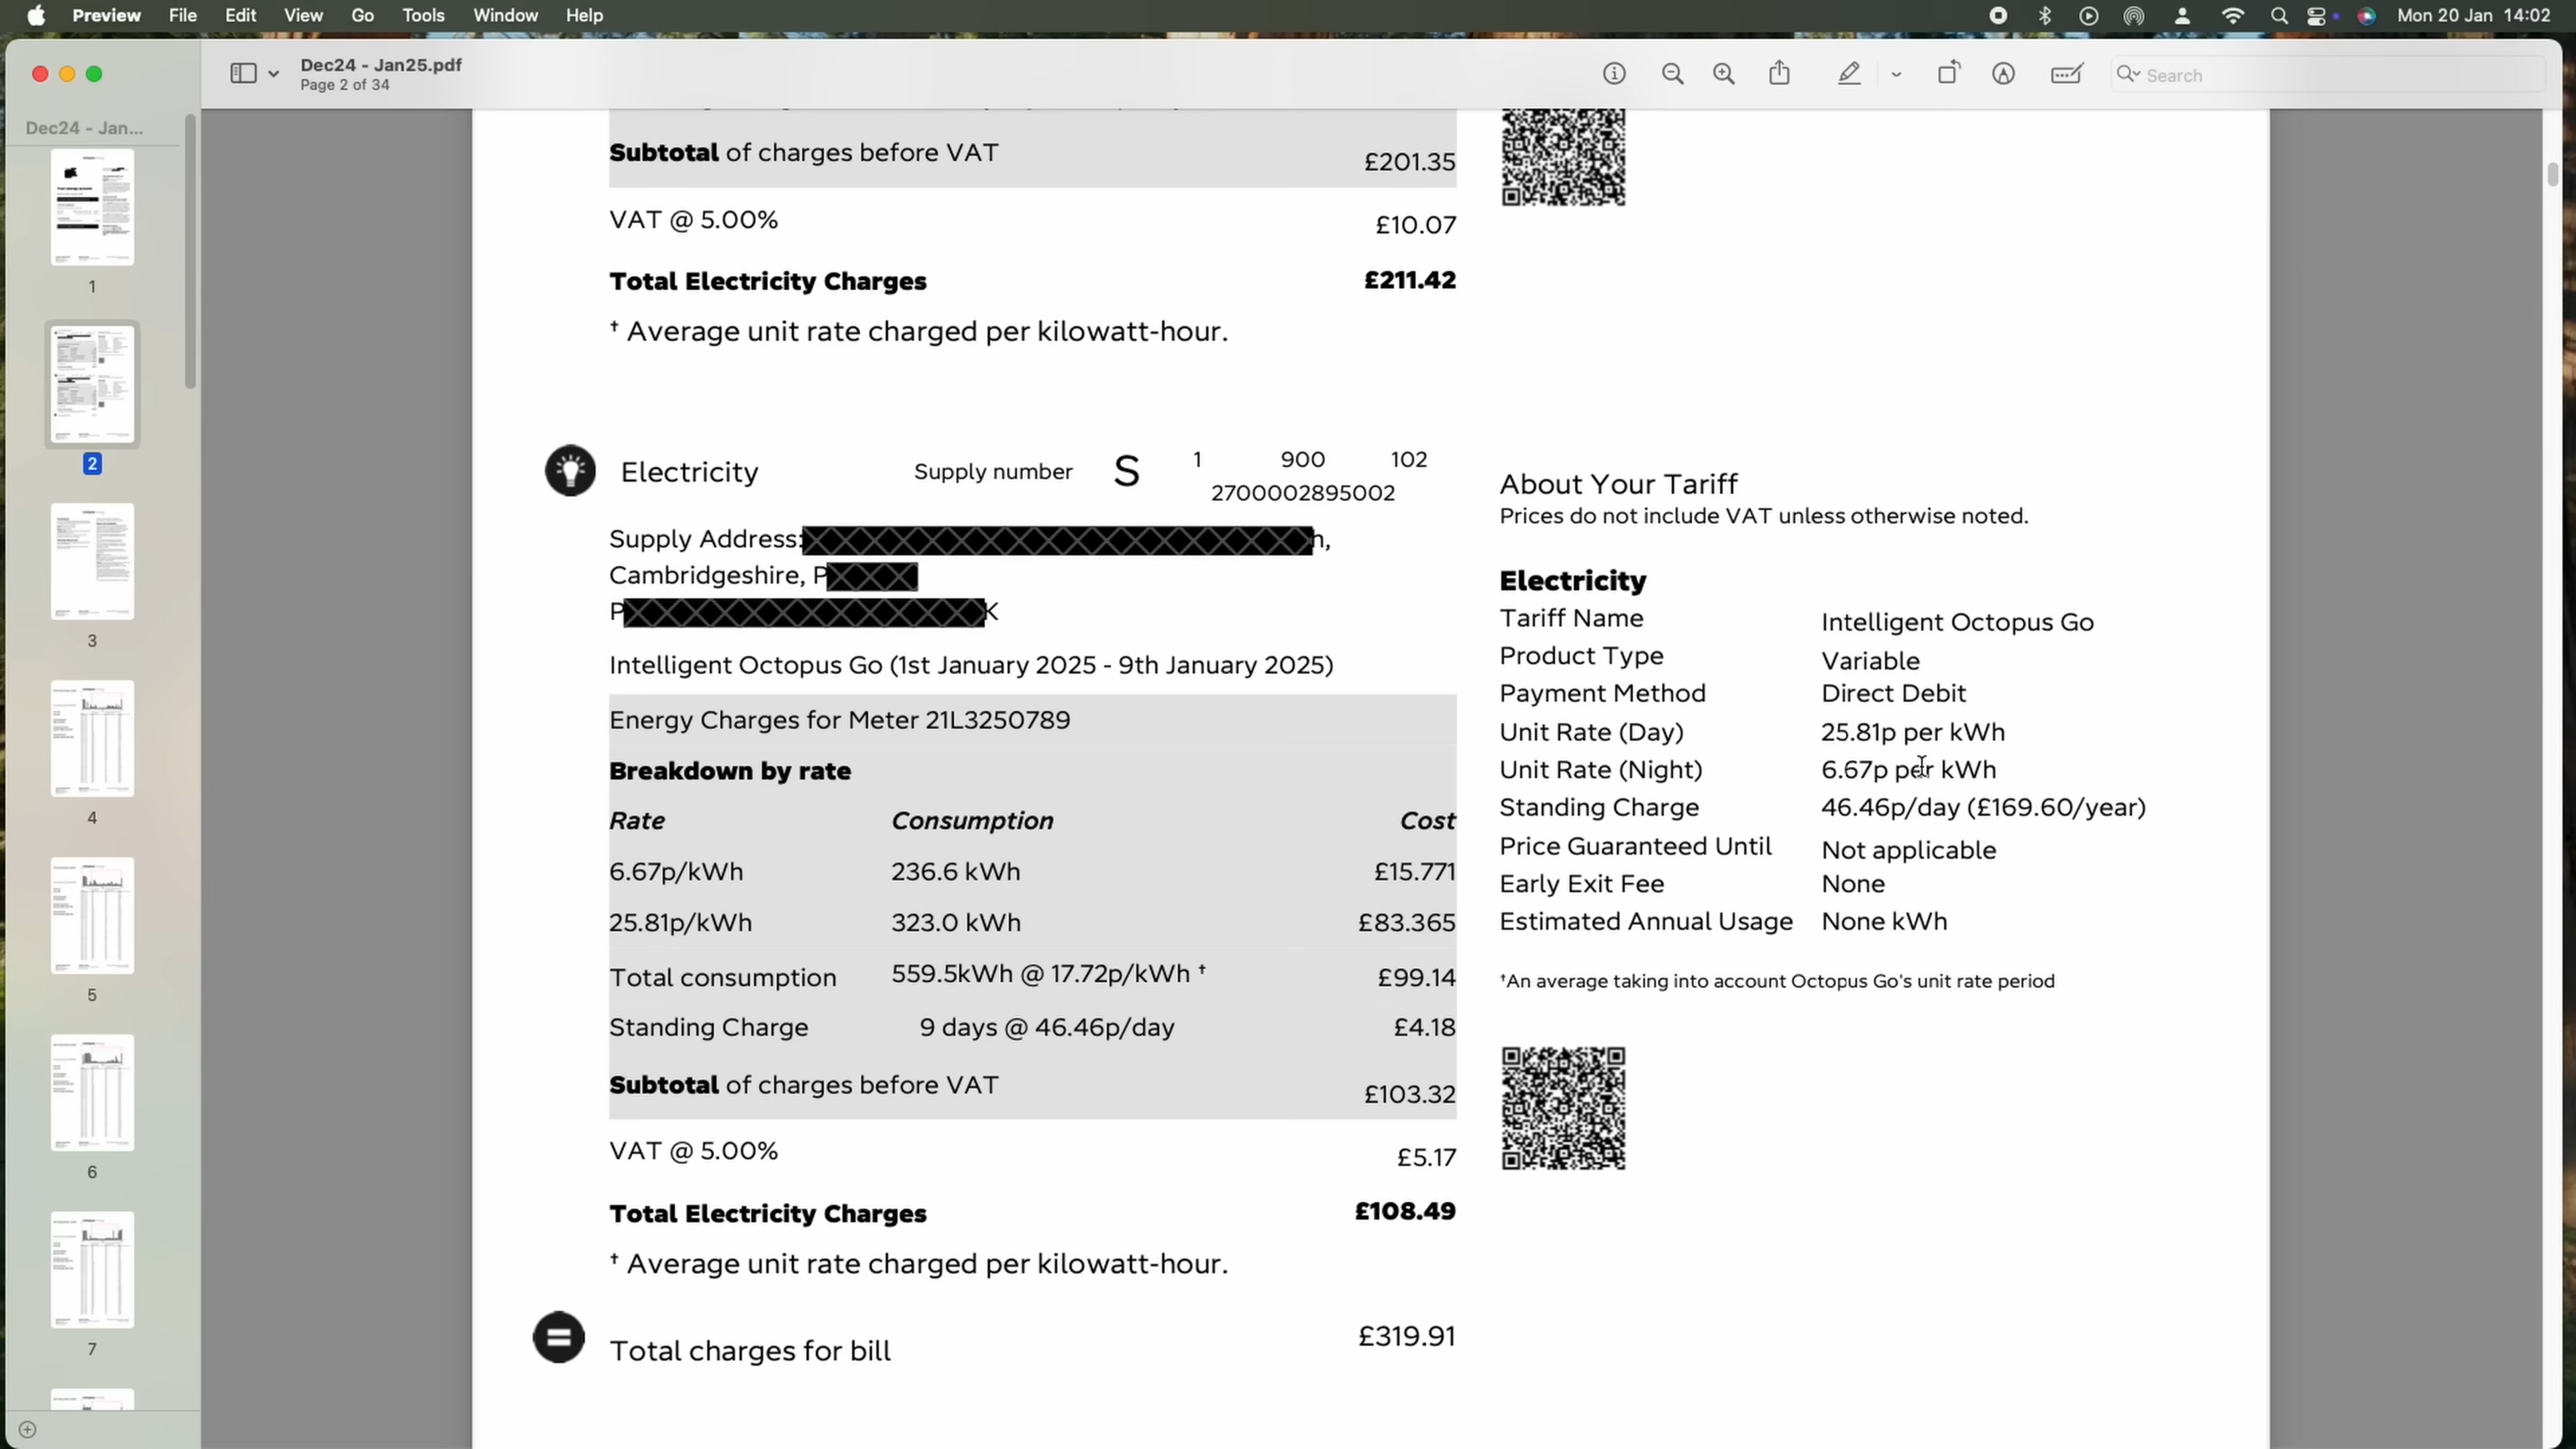 Preview File Edit View Go Tools Window Help
Mon 20 Jan 14:02
Dec24 - Jan25.pdf
Page 2 of 34
Search
Dec24 - Jan...
1
2
3
4
5
6
7
Subtotal of charges before VAT £201.35
VAT @ 5.00% £10.07
Total Electricity Charges £211.42
† Average unit rate charged per kilowatt-hour.
Electricity Supply number S 1 900 102
2700002895002
Supply Address: n,
Cambridgeshire, P
P K
Intelligent Octopus Go (1st January 2025 - 9th January 2025)
Energy Charges for Meter 21L3250789
Breakdown by rate
Rate Consumption Cost
6.67p/kWh 236.6 kWh £15.771
25.81p/kWh 323.0 kWh £83.365
Total consumption 559.5kWh @ 17.72p/kWh † £99.14
Standing Charge 9 days @ 46.46p/day £4.18
Subtotal of charges before VAT £103.32
VAT @ 5.00% £5.17
Total Electricity Charges £108.49
† Average unit rate charged per kilowatt-hour.
Total charges for bill £319.91
About Your Tariff
Prices do not include VAT unless otherwise noted.
Electricity
Tariff Name Intelligent Octopus Go
Product Type Variable
Payment Method Direct Debit
Unit Rate (Day) 25.81p per kWh
Unit Rate (Night) 6.67p per kWh
Standing Charge 46.46p/day (£169.60/year)
Price Guaranteed Until Not applicable
Early Exit Fee None
Estimated Annual Usage None kWh
†An average taking into account Octopus Go's unit rate period